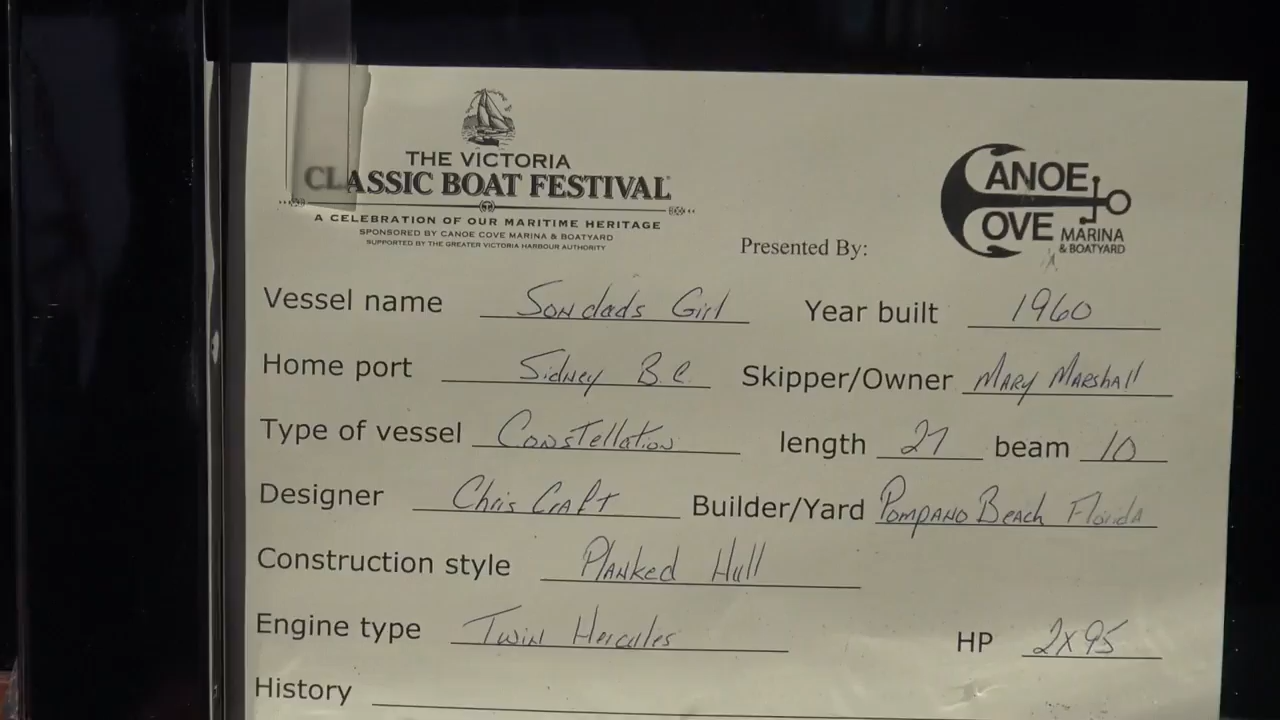 THE VICTORIA
CLASSIC BOAT FESTIVAL
A CELEBRATION OF OUR MARITIME HERITAGE
SPONSORED BY CANOE COVE MARINA & BOATYARD
SUPPORTED BY THE GREATER VICTORIA HARBOUR AUTHORITY
Presented By:
CANOE
COVE MARINA
& BOATYARD
Vessel name Sondads Girl Year built 1960
Home port Sidney B.C. Skipper/Owner Mary Marshall
Type of vessel Constellation length 27 beam 10
Designer Chris Craft Builder/Yard Pompano Beach Florida
Construction style Planked Hull
Engine type Twin Hercules HP 2x95
History